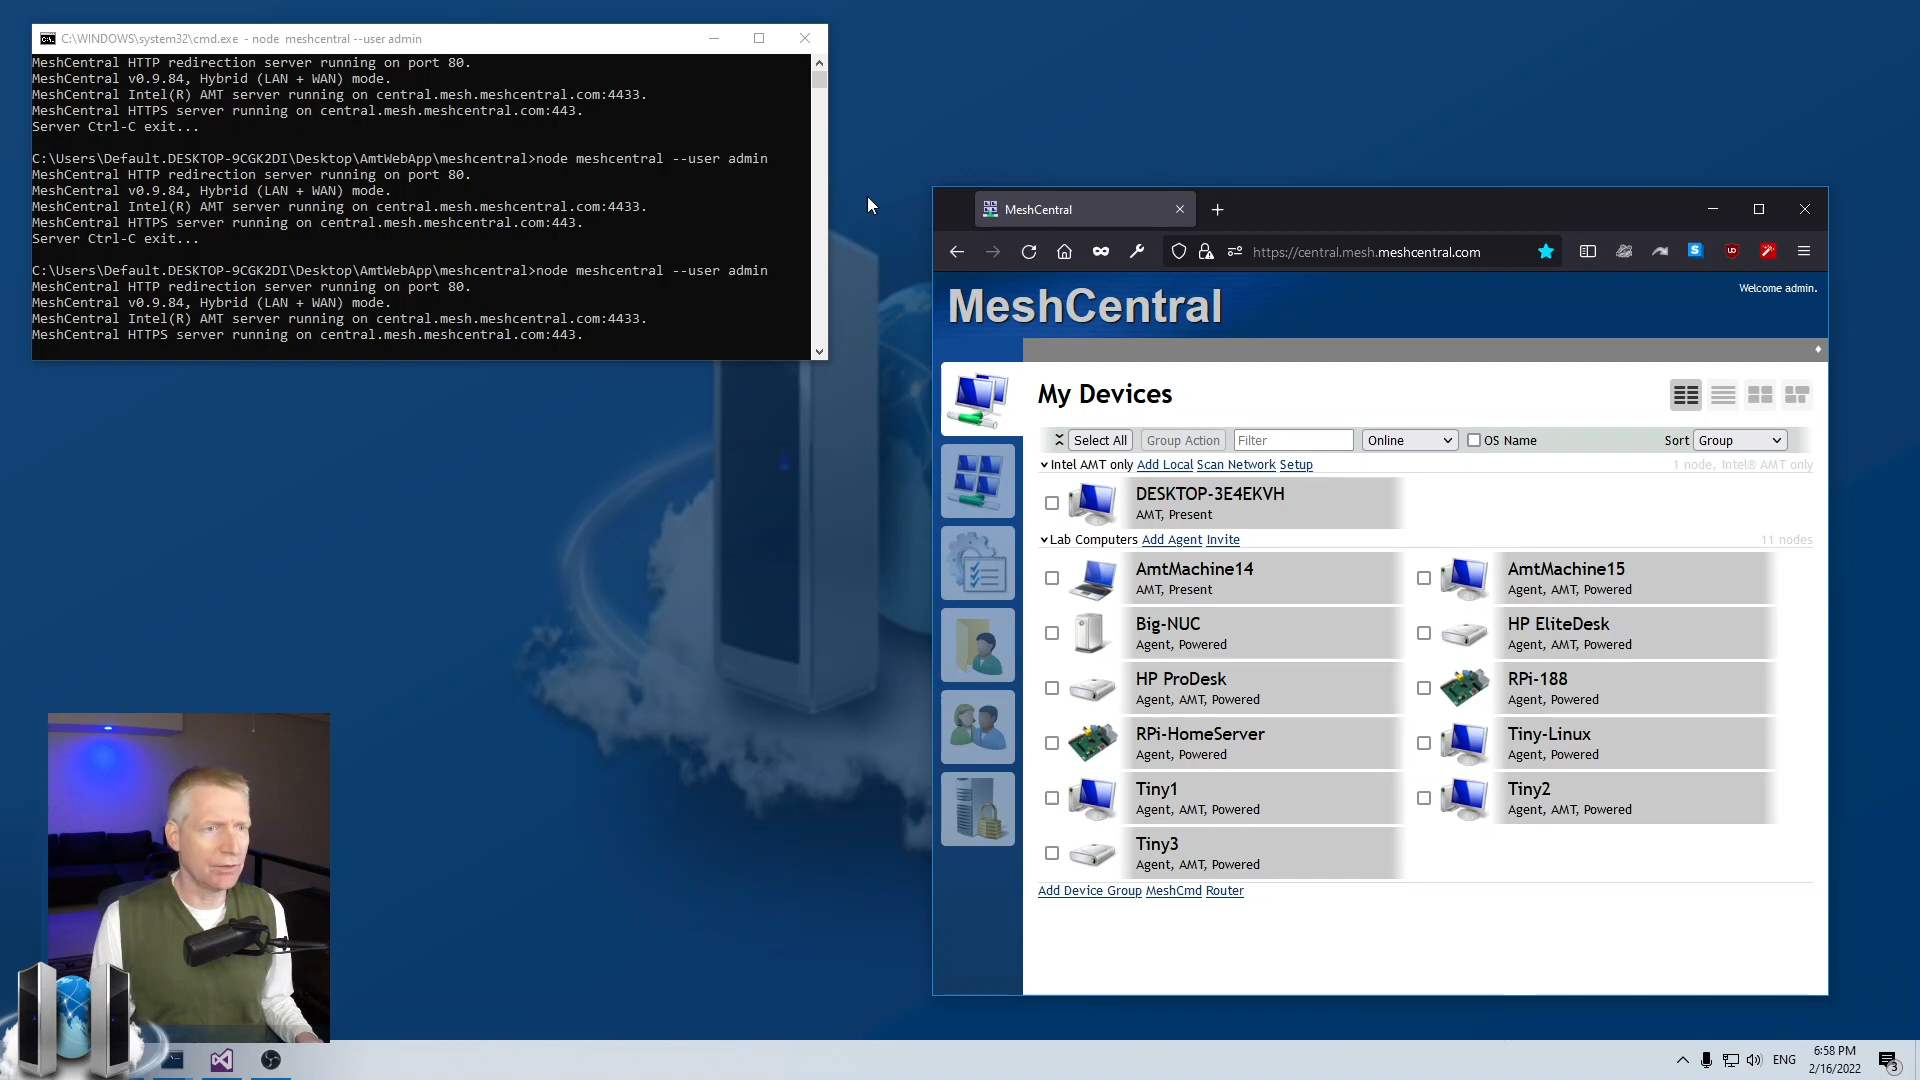 C:\WINDOWS\system32\cmd.exe - node meshcentral --user admin
MeshCentral HTTP redirection server running on port 80.
MeshCentral v0.9.84, Hybrid (LAN + WAN) mode.
MeshCentral Intel(R) AMT server running on central.mesh.meshcentral.com:4433.
MeshCentral HTTPS server running on central.mesh.meshcentral.com:443.
Server Ctrl-C exit...
C:\Users\Default.DESKTOP-9CGK2DI\Desktop\AmtWebApp\meshcentral>node meshcentral --user admin
MeshCentral HTTP redirection server running on port 80.
MeshCentral v0.9.84, Hybrid (LAN + WAN) mode.
MeshCentral Intel(R) AMT server running on central.mesh.meshcentral.com:4433.
MeshCentral HTTPS server running on central.mesh.meshcentral.com:443.
Server Ctrl-C exit...
C:\Users\Default.DESKTOP-9CGK2DI\Desktop\AmtWebApp\meshcentral>node meshcentral --user admin
MeshCentral HTTP redirection server running on port 80.
MeshCentral v0.9.84, Hybrid (LAN + WAN) mode.
MeshCentral Intel(R) AMT server running on central.mesh.meshcentral.com:4433.
MeshCentral HTTPS server running on central.mesh.meshcentral.com:443.
MeshCentral
https://central.mesh.meshcentral.com
MeshCentral
Welcome admin.
My Devices
Select All Group Action Filter Online OS Name Sort Group
Intel AMT only Add Local Scan Network Setup 1 node, Intel® AMT only
DESKTOP-3E4EKVH
AMT, Present
Lab Computers Add Agent Invite 11 nodes
AmtMachine14
AMT, Present
AmtMachine15
Agent, AMT, Powered
Big-NUC
Agent, Powered
HP EliteDesk
Agent, AMT, Powered
HP ProDesk
Agent, AMT, Powered
RPi-188
Agent, Powered
RPi-HomeServer
Agent, Powered
Tiny-Linux
Agent, Powered
Tiny1
Agent, AMT, Powered
Tiny2
Agent, AMT, Powered
Tiny3
Agent, AMT, Powered
Add Device Group MeshCmd Router
ENG
6:58 PM
2/16/2022
3